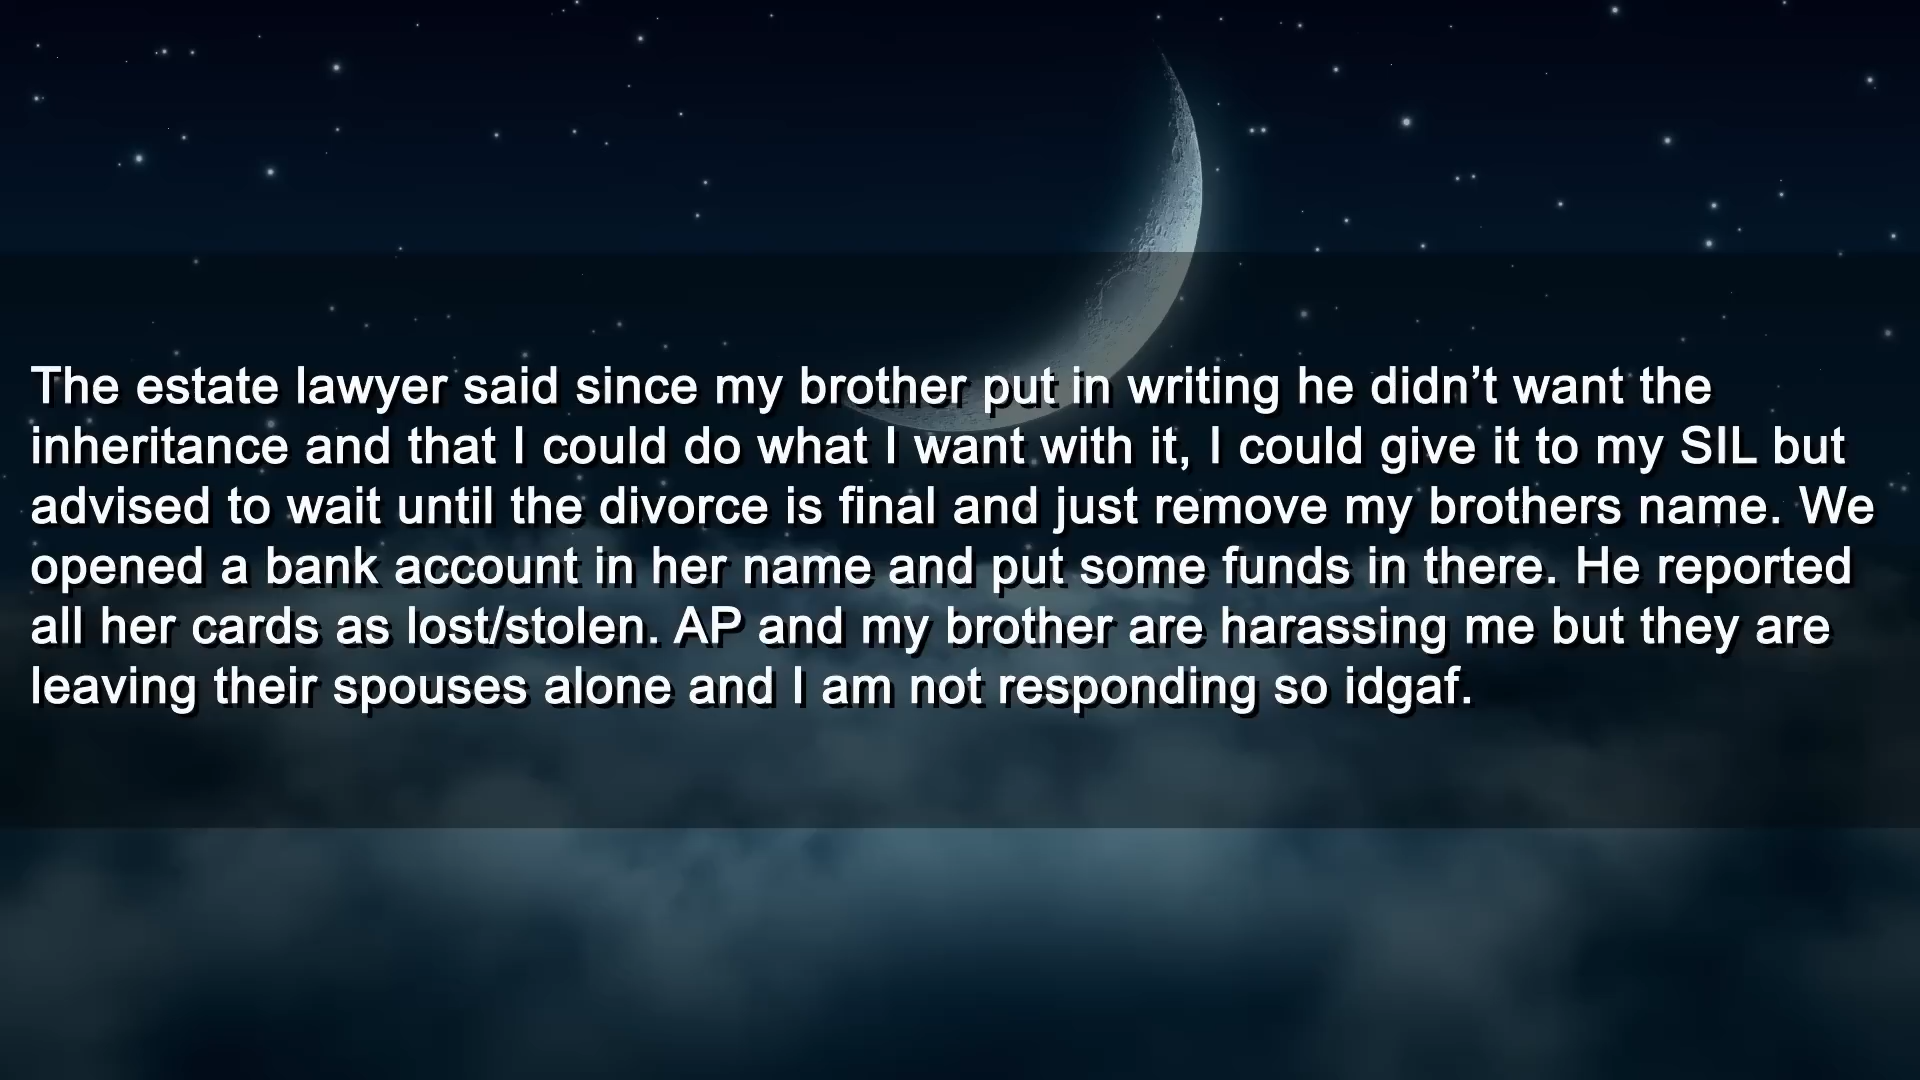 The estate lawyer said since my brother put in writing he didn’t want the
inheritance and that I could do what I want with it, I could give it to my SIL but
advised to wait until the divorce is final and just remove my brothers name. We
opened a bank account in her name and put some funds in there. He reported
all her cards as lost/stolen. AP and my brother are harassing me but they are
leaving their spouses alone and I am not responding so idgaf.